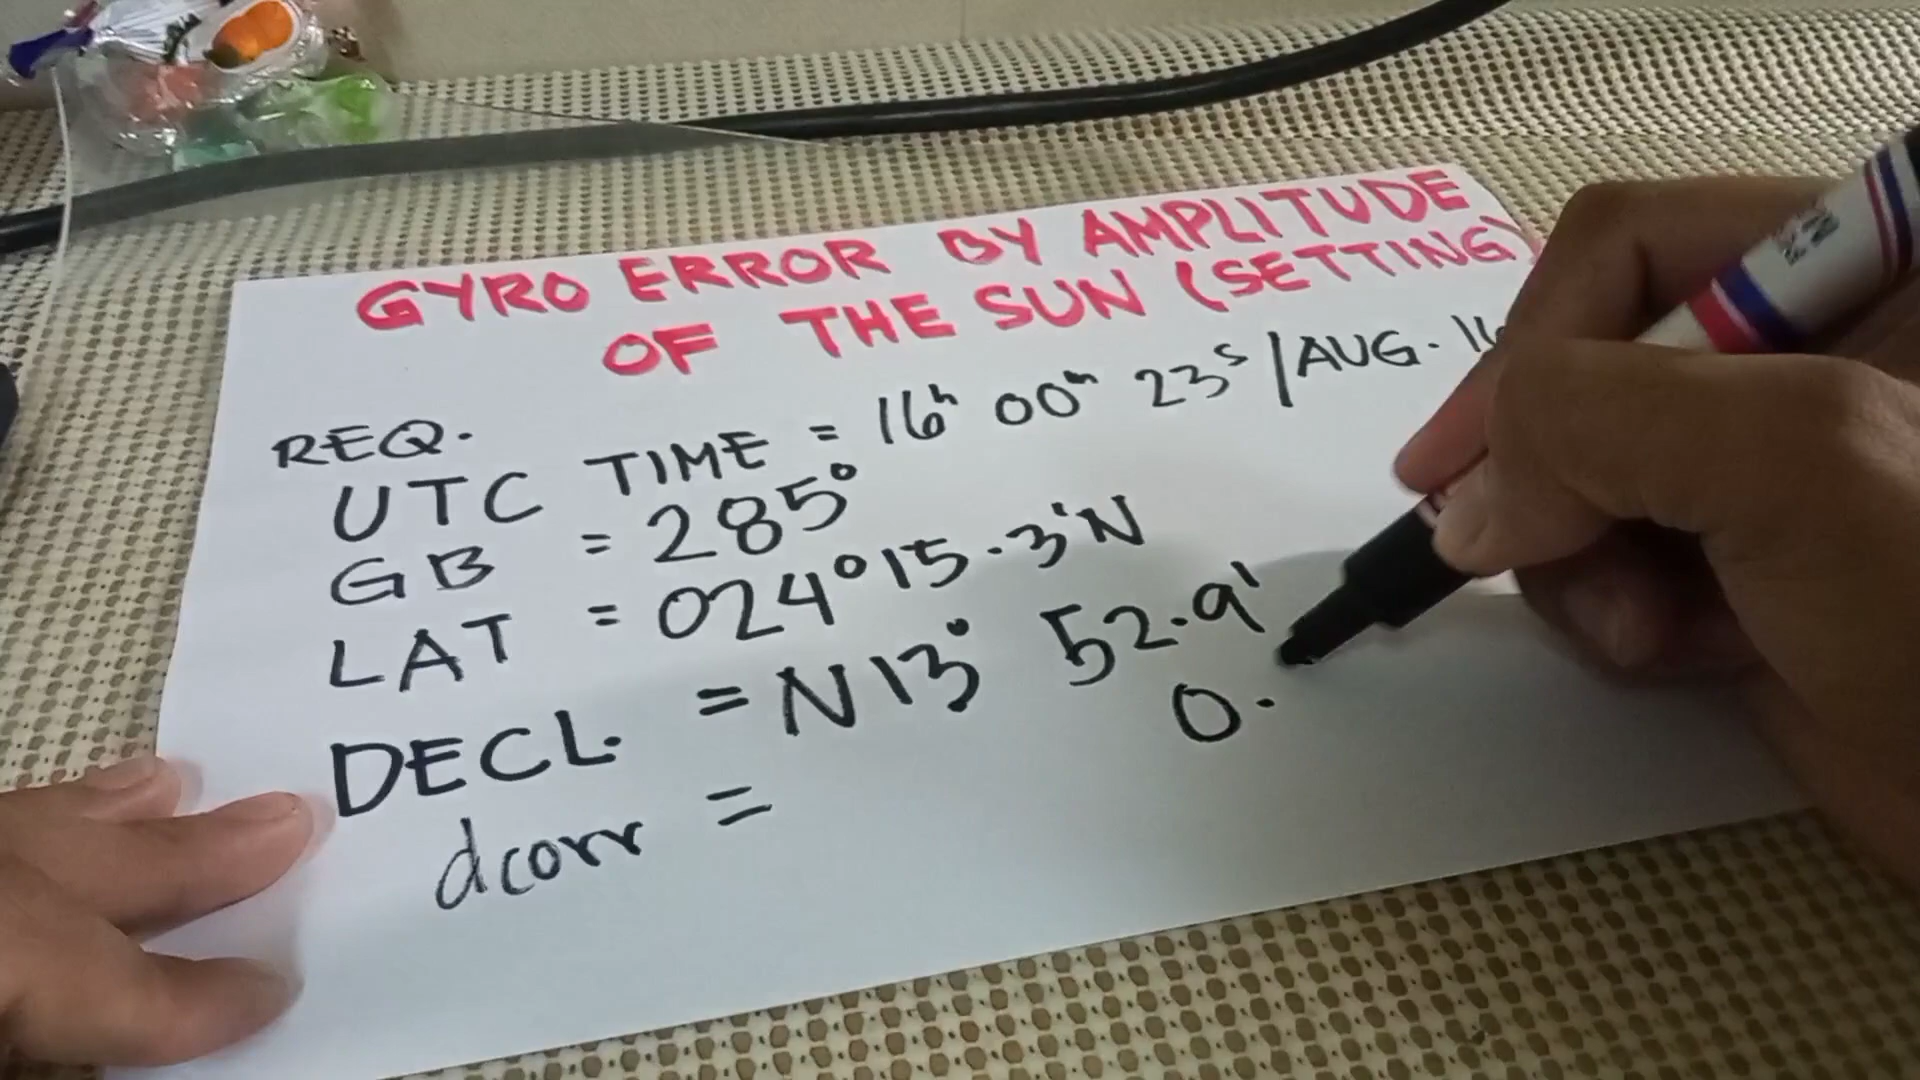 GYRO ERROR BY AMPLITUDE
OF THE SUN (SETTING)
REQ.
UTC TIME = 16h 00m 23s / AUG.
GB = 285°
LAT = 024°15.3'N
DECL. = N13° 52.9'
dcorr = 0.